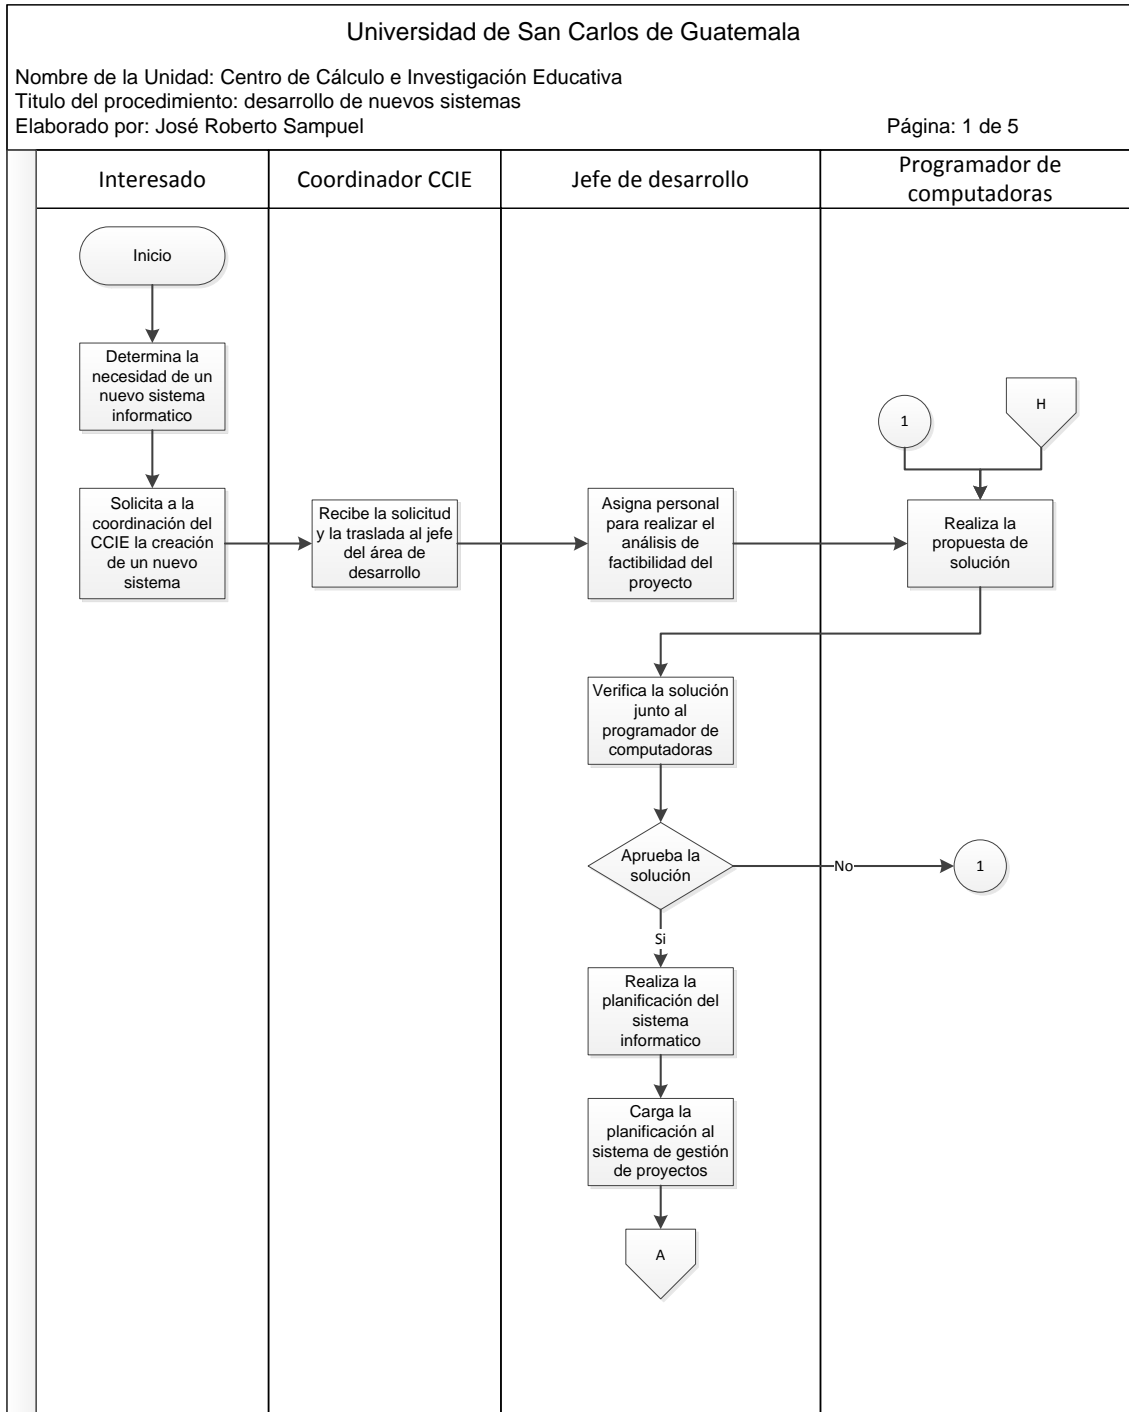 Universidad de San Carlos de Guatemala
Nombre de la Unidad: Centro de Cálculo e Investigación Educativa
Titulo del procedimiento: desarrollo de nuevos sistemas
Elaborado por: José Roberto Sampuel
Página: 1 de 5
Interesado
Coordinador CCIE
Jefe de desarrollo
Programador de
computadoras
Inicio
Determina la
necesidad de un
nuevo sistema
informatico
1
H
Solicita a la
coordinación del
CCIE la creación
de un nuevo
sistema
Recibe la solicitud
y la traslada al jefe
del área de
desarrollo
Asigna personal
para realizar el
análisis de
factibilidad del
proyecto
Realiza la
propuesta de
solución
Verifica la solución
junto al
programador de
computadoras
Aprueba la
solución
No
1
Si
Realiza la
planificación del
sistema
informatico
Carga la
planificación al
sistema de gestión
de proyectos
A